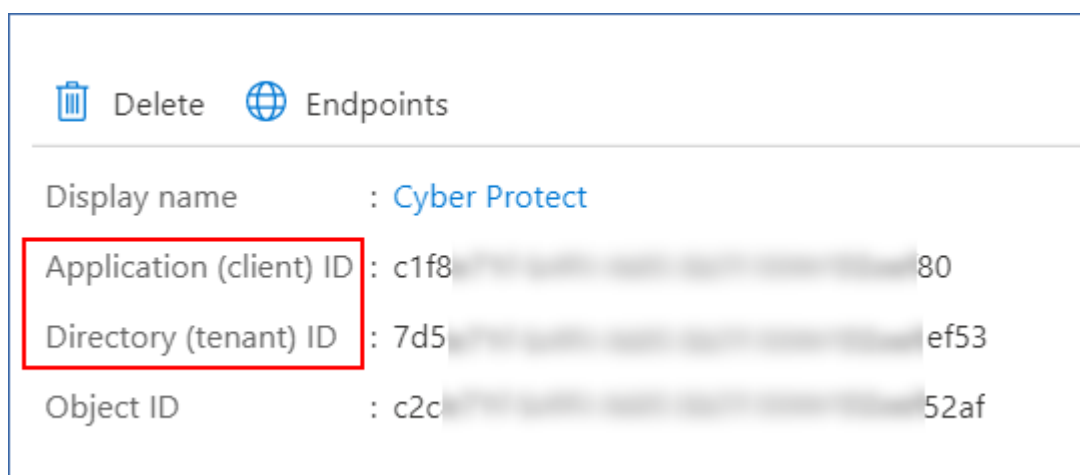 Delete Endpoints
Display name : Cyber Protect
Application (client) ID : c1f8 80
Directory (tenant) ID : 7d5 ef53
Object ID : c2c 52af